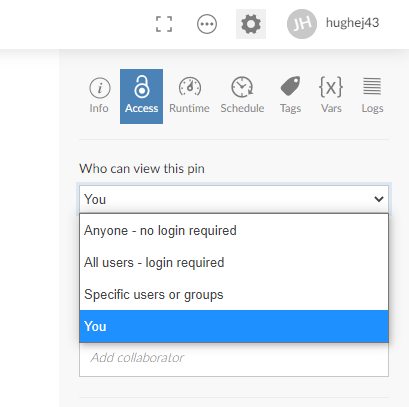 JH hughej43
Info Access Runtime Schedule Tags {x} Vars Logs
Who can view this pin
You
Anyone - no login required
All users - login required
Specific users or groups
You
Add collaborator